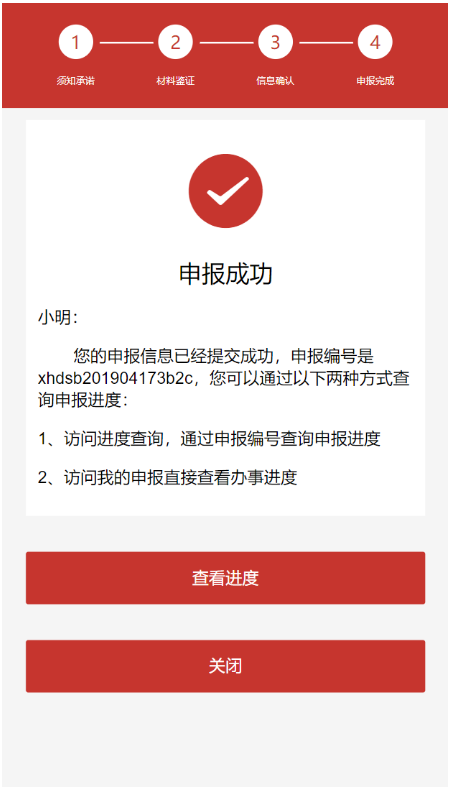 1
2
3
4
须知承诺
材料鉴证
信息确认
申报完成
申报成功
小明：
您的申报信息已经提交成功，申报编号是
xhdsb201904173b2c，您可以通过以下两种方式查
询申报进度：
1、访问进度查询，通过申报编号查询申报进度
2、访问我的申报直接查看办事进度
查看进度
关闭